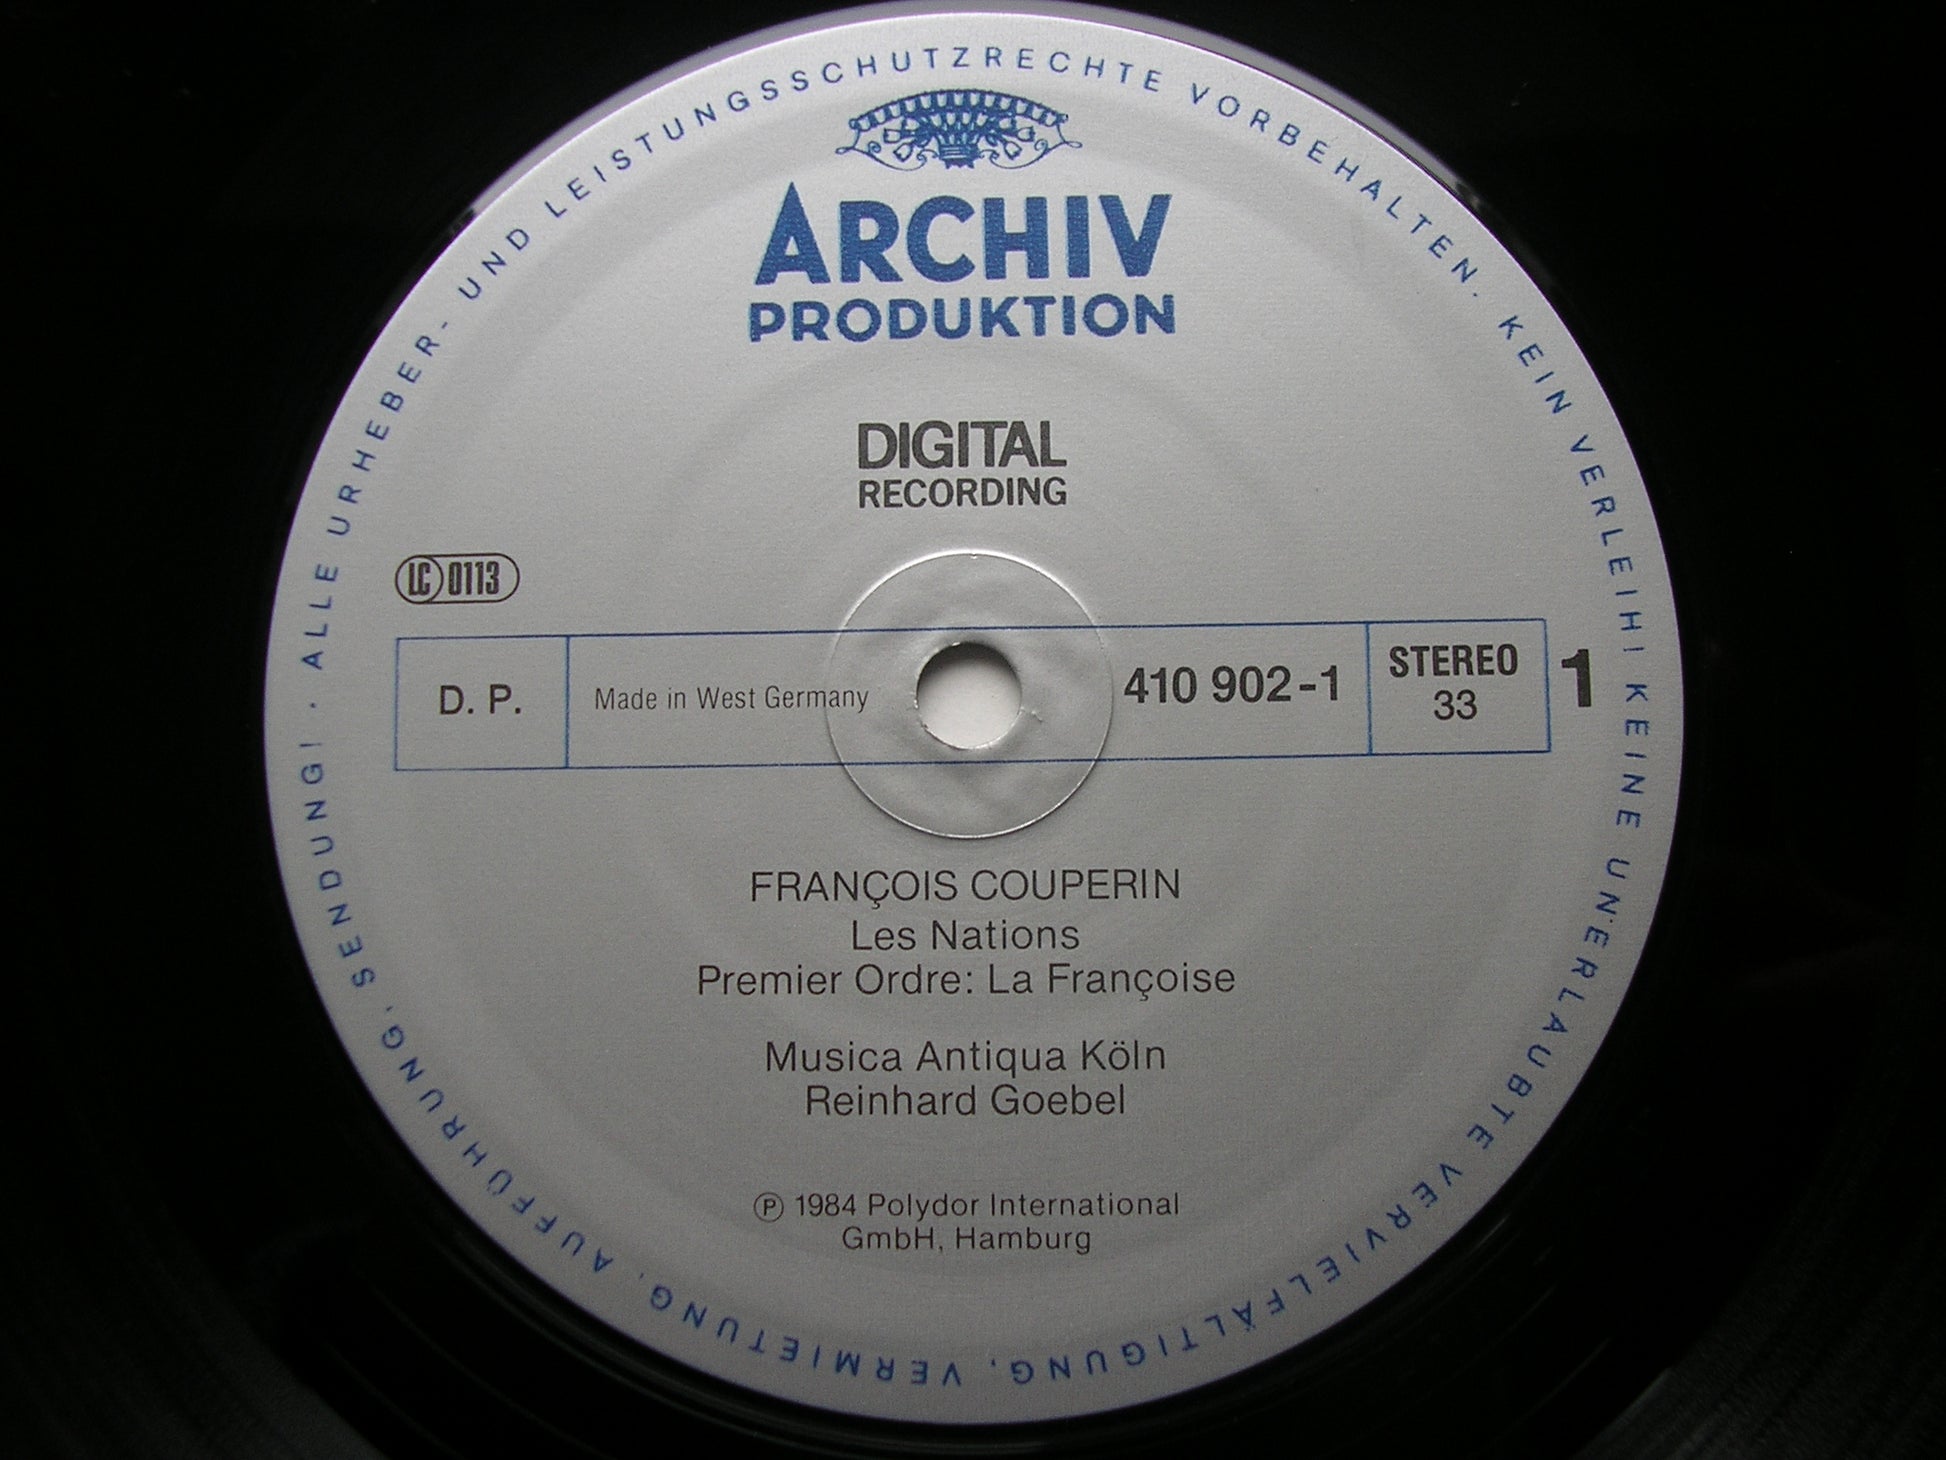 ALLE URHEBER- UND LEISTUNGSSCHUTZRECHTE VORBEHALTEN. KEIN VERLEIH! KEINE UNERLAUBTE VERVIELFÄLTIGUNG, VERMIETUNG, AUFFÜHRUNG, SENDUNG! ·
ARCHIV
PRODUKTION
DIGITAL
RECORDING
LC 0113
D. P. Made in West Germany 410 902-1 STEREO 33 1
FRANÇOIS COUPERIN
Les Nations
Premier Ordre: La Françoise
Musica Antiqua Köln
Reinhard Goebel
℗ 1984 Polydor International
GmbH, Hamburg